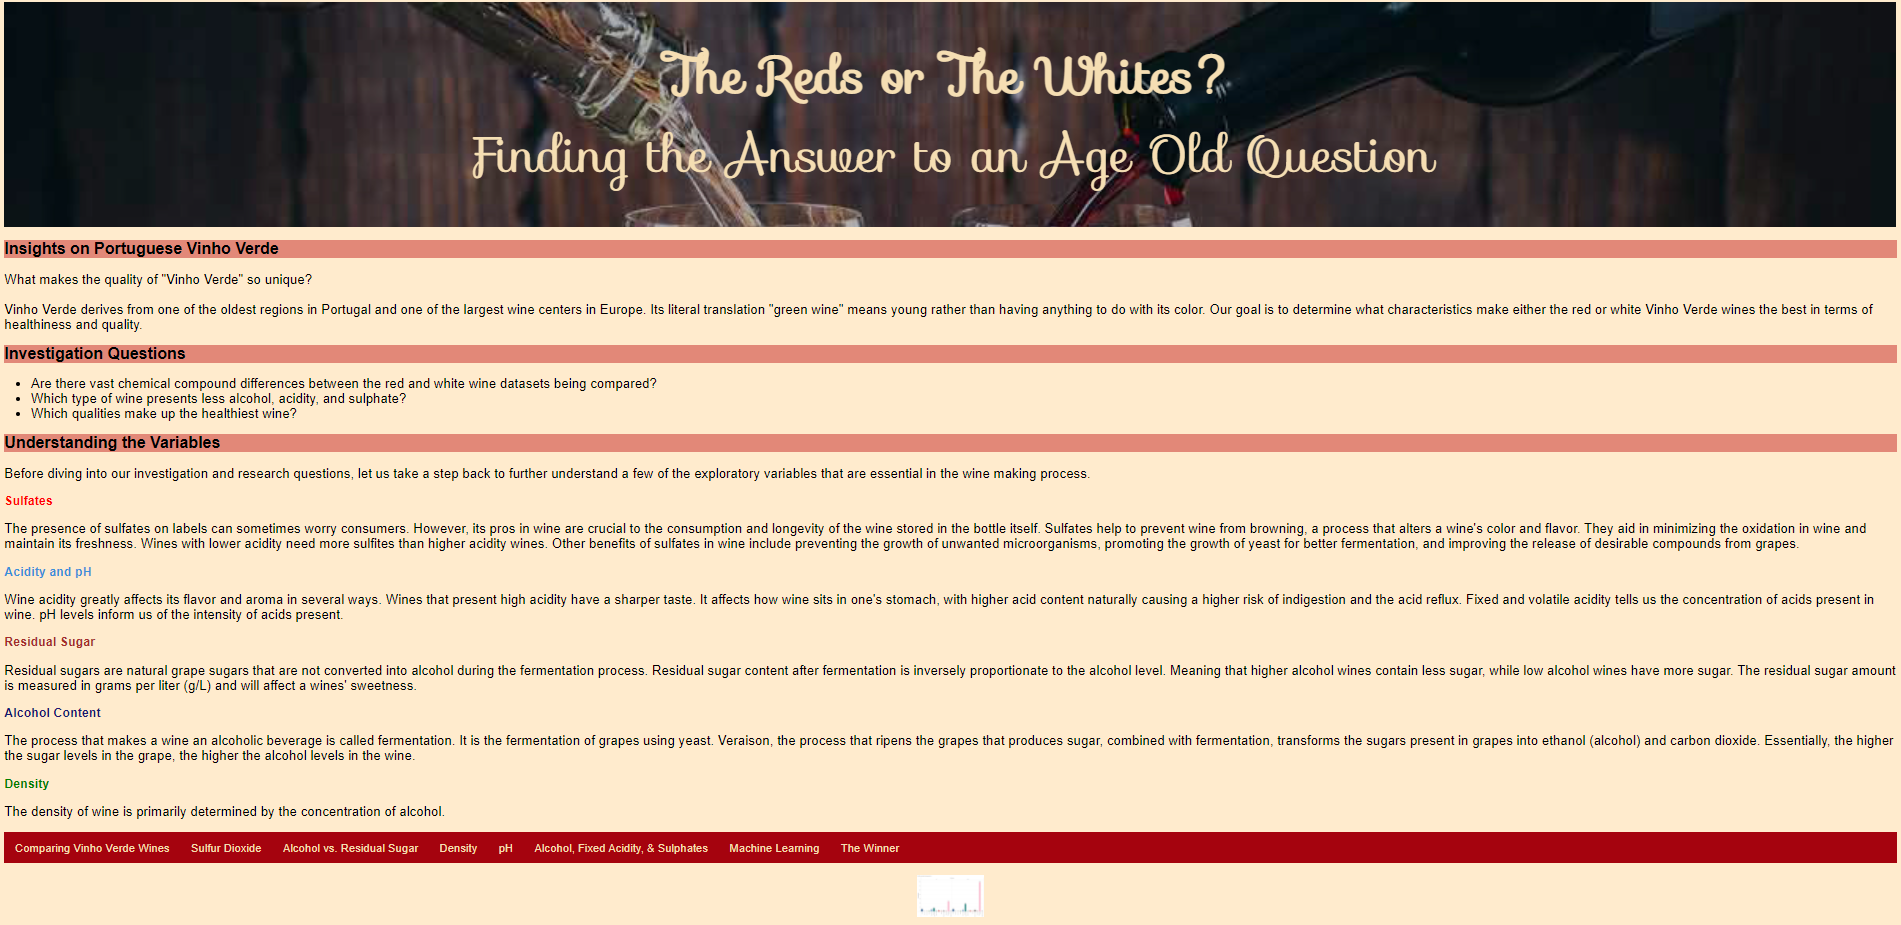 The Reds or The Whites?
Finding the Answer to an Age Old Question
Insights on Portuguese Vinho Verde
What makes the quality of "Vinho Verde" so unique?
Vinho Verde derives from one of the oldest regions in Portugal and one of the largest wine centers in Europe. Its literal translation "green wine" means young rather than having anything to do with its color. Our goal is to determine what characteristics make either the red or white Vinho Verde wines the best in terms of
healthiness and quality.
Investigation Questions
• Are there vast chemical compound differences between the red and white wine datasets being compared?
• Which type of wine presents less alcohol, acidity, and sulphate?
• Which qualities make up the healthiest wine?
Understanding the Variables
Before diving into our investigation and research questions, let us take a step back to further understand a few of the exploratory variables that are essential in the wine making process.
Sulfates
The presence of sulfates on labels can sometimes worry consumers. However, its pros in wine are crucial to the consumption and longevity of the wine stored in the bottle itself. Sulfates help to prevent wine from browning, a process that alters a wine's color and flavor. They aid in minimizing the oxidation in wine and
maintain its freshness. Wines with lower acidity need more sulfites than higher acidity wines. Other benefits of sulfates in wine include preventing the growth of unwanted microorganisms, promoting the growth of yeast for better fermentation, and improving the release of desirable compounds from grapes.
Acidity and pH
Wine acidity greatly affects its flavor and aroma in several ways. Wines that present high acidity have a sharper taste. It affects how wine sits in one's stomach, with higher acid content naturally causing a higher risk of indigestion and the acid reflux. Fixed and volatile acidity tells us the concentration of acids present in
wine. pH levels inform us of the intensity of acids present.
Residual Sugar
Residual sugars are natural grape sugars that are not converted into alcohol during the fermentation process. Residual sugar content after fermentation is inversely proportionate to the alcohol level. Meaning that higher alcohol wines contain less sugar, while low alcohol wines have more sugar. The residual sugar amount
is measured in grams per liter (g/L) and will affect a wines' sweetness.
Alcohol Content
The process that makes a wine an alcoholic beverage is called fermentation. It is the fermentation of grapes using yeast. Veraison, the process that ripens the grapes that produces sugar, combined with fermentation, transforms the sugars present in grapes into ethanol (alcohol) and carbon dioxide. Essentially, the higher
the sugar levels in the grape, the higher the alcohol levels in the wine.
Density
The density of wine is primarily determined by the concentration of alcohol.
Comparing Vinho Verde Wines Sulfur Dioxide Alcohol vs. Residual Sugar Density pH Alcohol, Fixed Acidity, & Sulphates Machine Learning The Winner